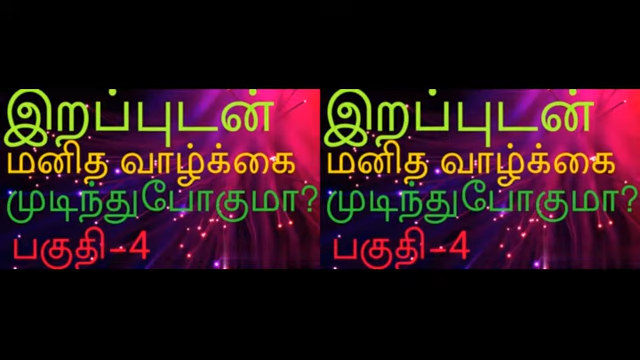 இறப்புடன்
மனித வாழ்க்கை
முடிந்துபோகுமா?
பகுதி-4
இறப்புடன்
மனித வாழ்க்கை
முடிந்துபோகுமா?
பகுதி-4